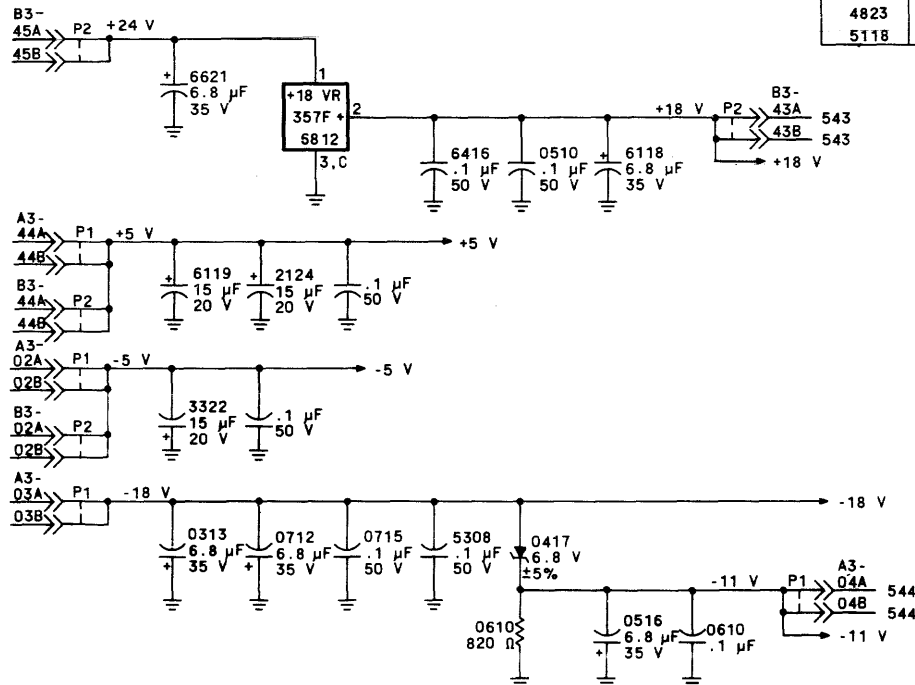 4823
5118
B3-
45A P2 +24 V
45B
+ 6621
6.8 µF
35 V
1
+18 VR
357F + 2
6812
3,C
+18 V P2 B3-
43A 543
43B 543
+18 V
6416
.1 µF
50 V
0510
.1 µF
50 V
+ 6118
6.8 µF
35 V
A3-
44A P1 +5 V
44B
+5 V
B3-
44A P2
44B
+ 6119
15 µF
20 V
+ 2124
15 µF
20 V
.1 µF
50 V
A3-
02A P1 -5 V
02B
-5 V
B3-
02A P2
02B
3322
15 µF
+ 20 V
.1 µF
50 V
A3-
03A P1 -18 V
03B
-18 V
0313
6.8 µF
+ 35 V
0712
6.8 µF
+ 35 V
0715
.1 µF
50 V
5308
.1 µF
50 V
0417
6.8 V
±5%
-11 V P1 A3-
04A 544
04B 544
-11 V
0610
820 Ω
0516
6.8 µF
+ 35 V
0610
.1 µF